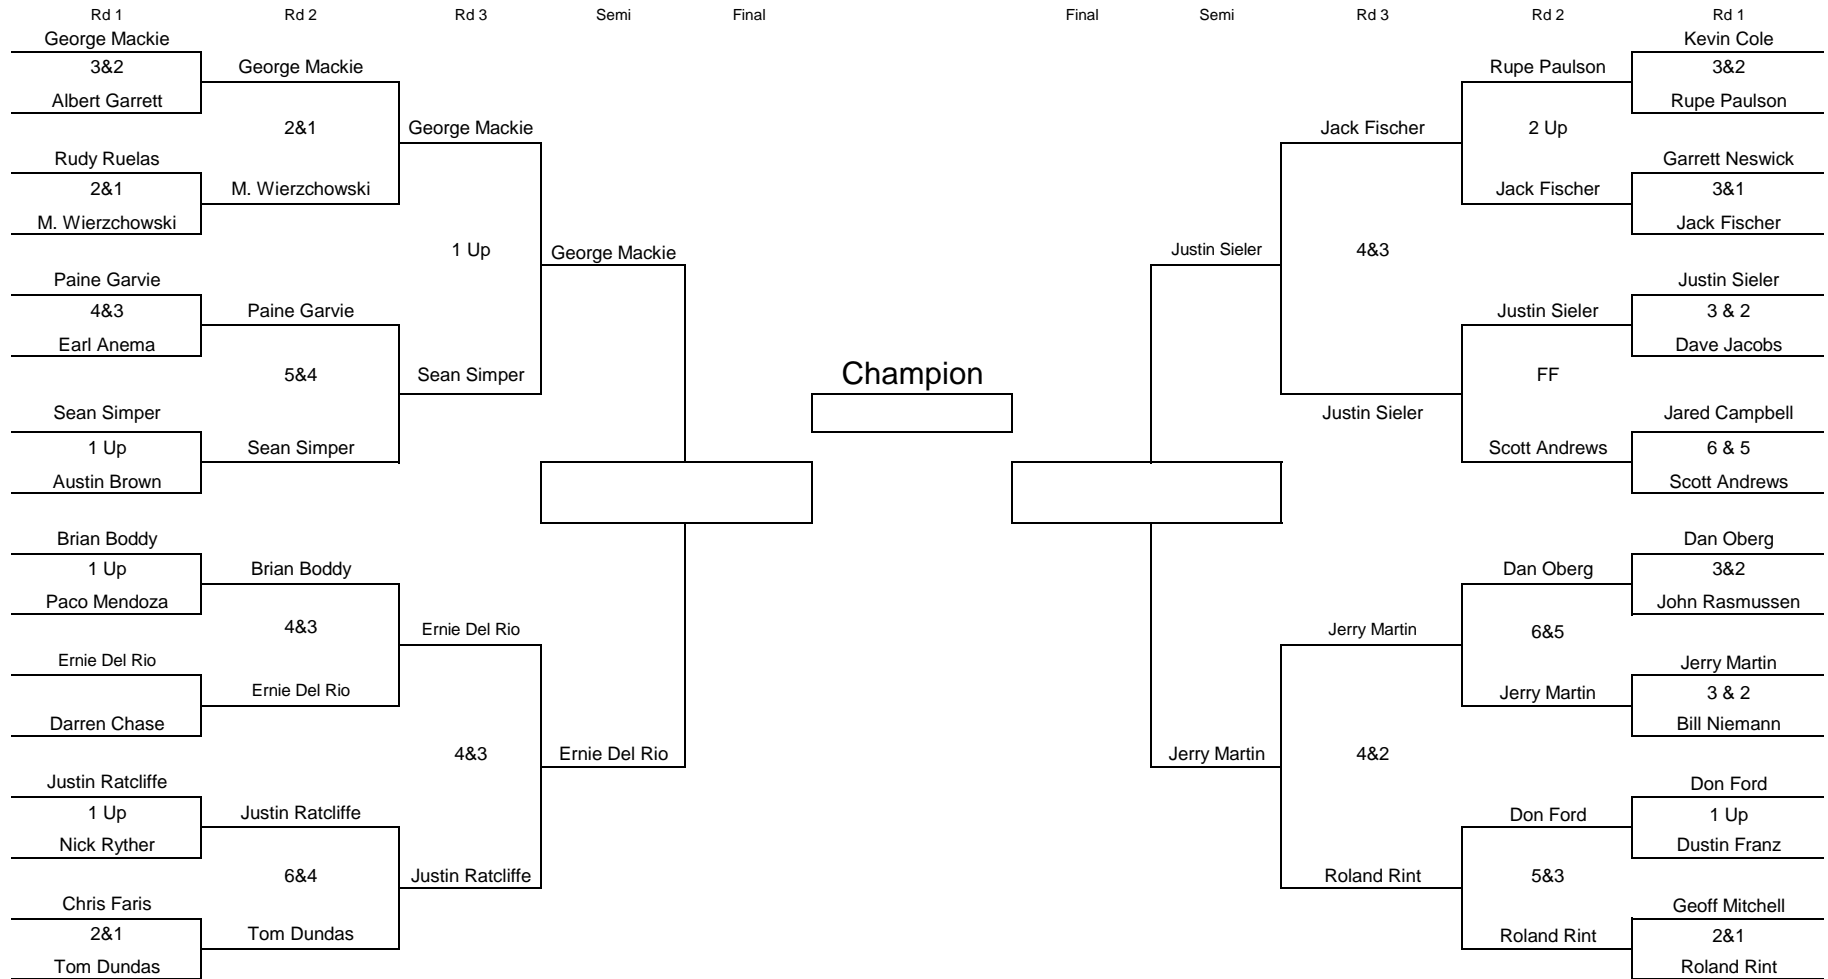 Rd 1 Rd 2 Rd 3 Semi Final Final Semi Rd 3 Rd 2 Rd 1
George Mackie Kevin Cole
3&2 George Mackie Rupe Paulson 3&2
Albert Garrett Rupe Paulson
2&1 George Mackie Jack Fischer 2 Up
Rudy Ruelas Garrett Neswick
2&1 M. Wierzchowski Jack Fischer 3&1
M. Wierzchowski Jack Fischer
1 Up George Mackie Justin Sieler 4&3
Paine Garvie Justin Sieler
4&3 Paine Garvie Justin Sieler 3 & 2
Earl Anema Dave Jacobs
5&4 Sean Simper Champion FF
Sean Simper Justin Sieler Jared Campbell
1 Up Sean Simper Scott Andrews 6 & 5
Austin Brown Scott Andrews
Brian Boddy Dan Oberg
1 Up Brian Boddy Dan Oberg 3&2
Paco Mendoza John Rasmussen
4&3 Ernie Del Rio Jerry Martin 6&5
Ernie Del Rio Jerry Martin
Ernie Del Rio Jerry Martin 3 & 2
Darren Chase Bill Niemann
4&3 Ernie Del Rio Jerry Martin 4&2
Justin Ratcliffe Don Ford
1 Up Justin Ratcliffe Don Ford 1 Up
Nick Ryther Dustin Franz
6&4 Justin Ratcliffe Roland Rint 5&3
Chris Faris Geoff Mitchell
2&1 Tom Dundas Roland Rint 2&1
Tom Dundas Roland Rint